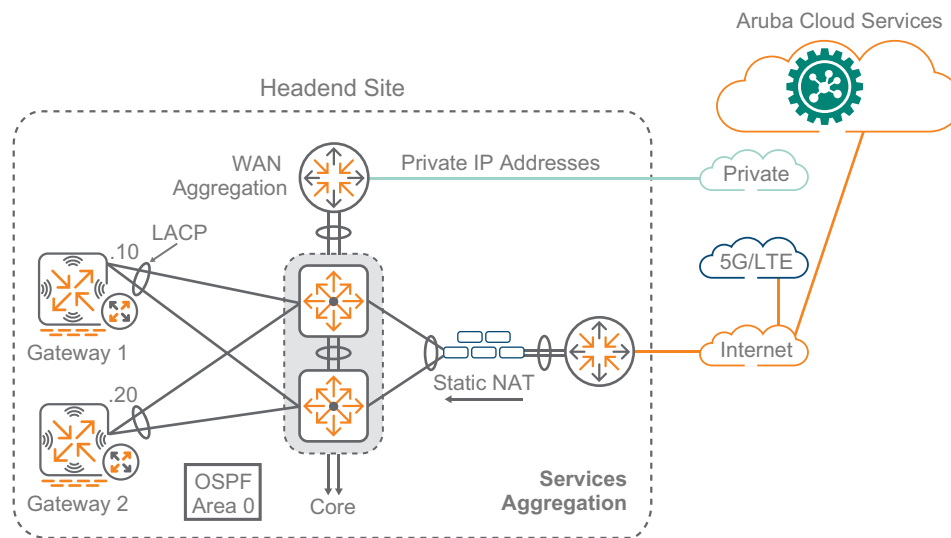 Aruba Cloud Services
Headend Site
WAN
Aggregation
Private IP Addresses
Private
LACP
.10
5G/LTE
Gateway 1
Internet
Static NAT
.20
Gateway 2
OSPF
Area 0
Core
Services
Aggregation